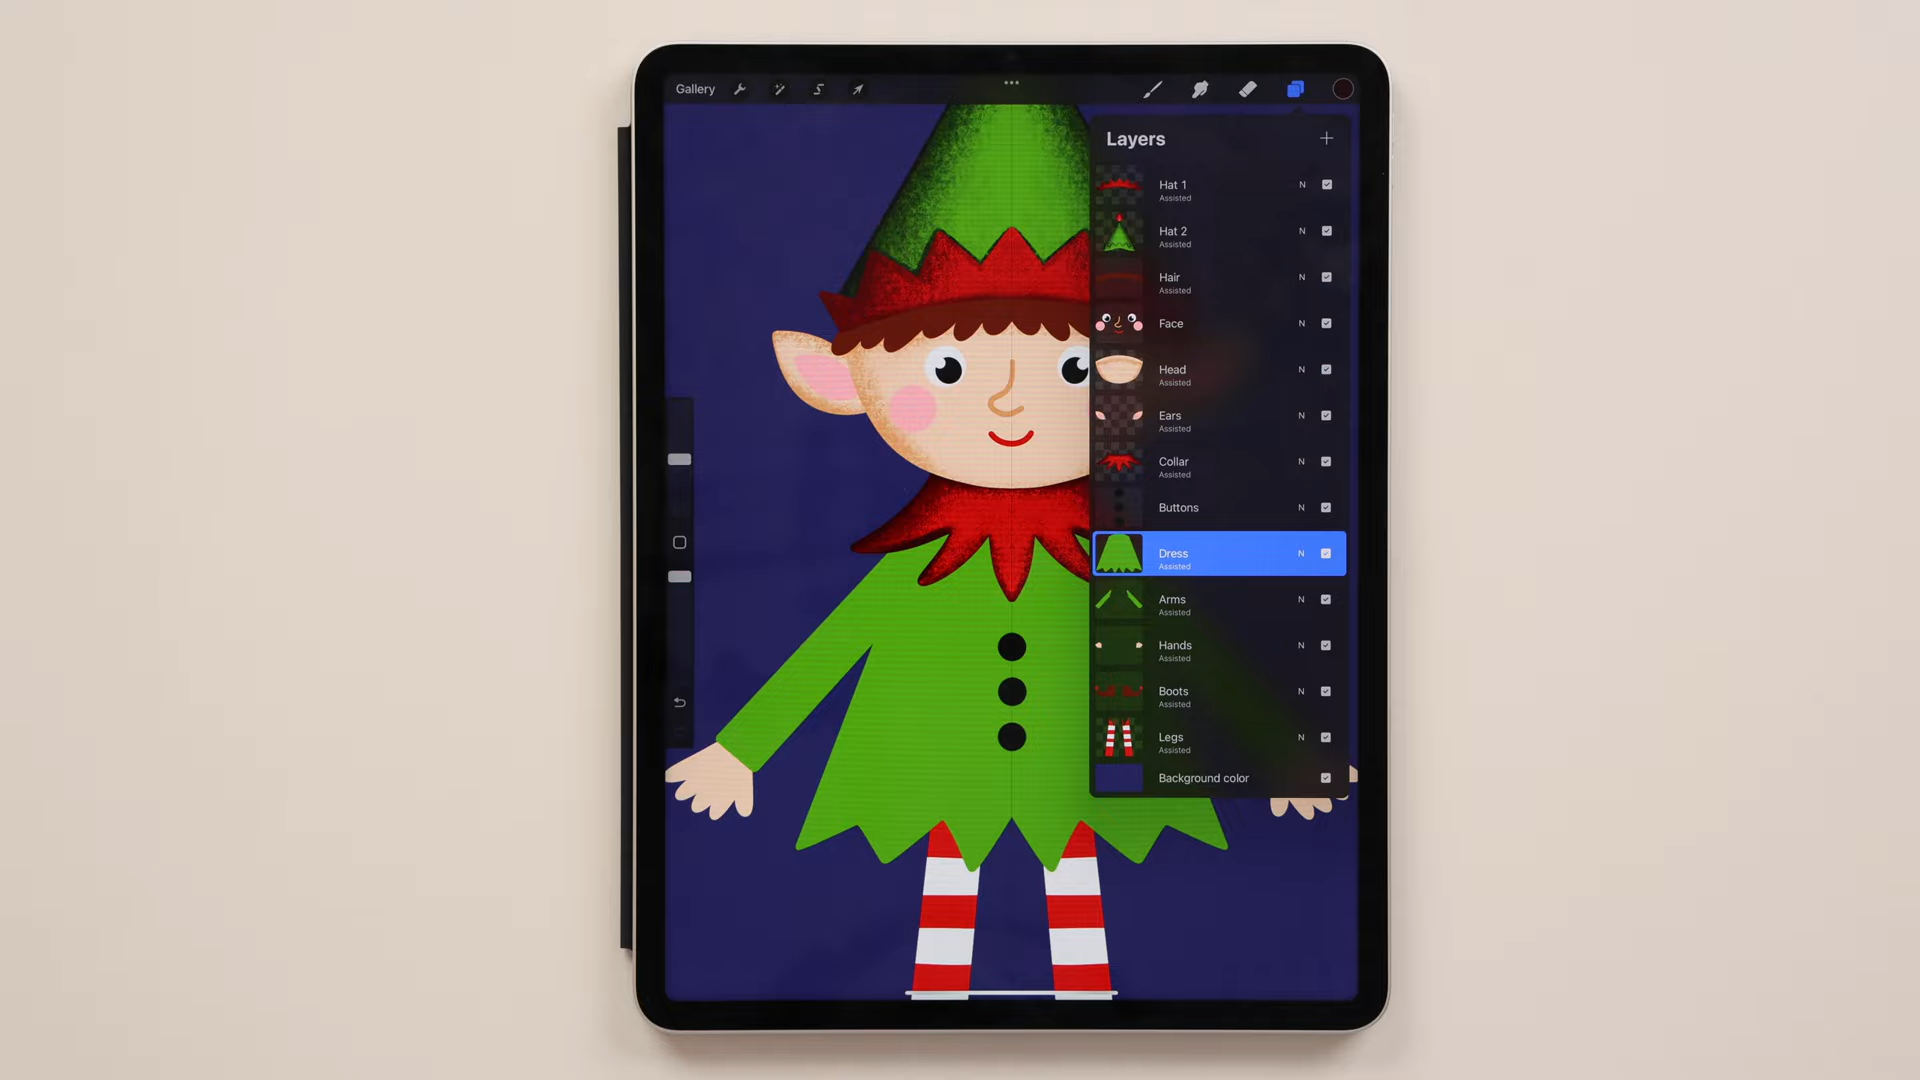 Gallery
Layers
Hat 1
N
Assisted
Hat 2
N
Assisted
Hair
N
Assisted
Face
N
Head
N
Assisted
Ears
N
Assisted
Collar
N
Assisted
Buttons
N
Dress
N
Assisted
Arms
N
Assisted
Hands
N
Assisted
Boots
N
Assisted
Legs
N
Assisted
Background color